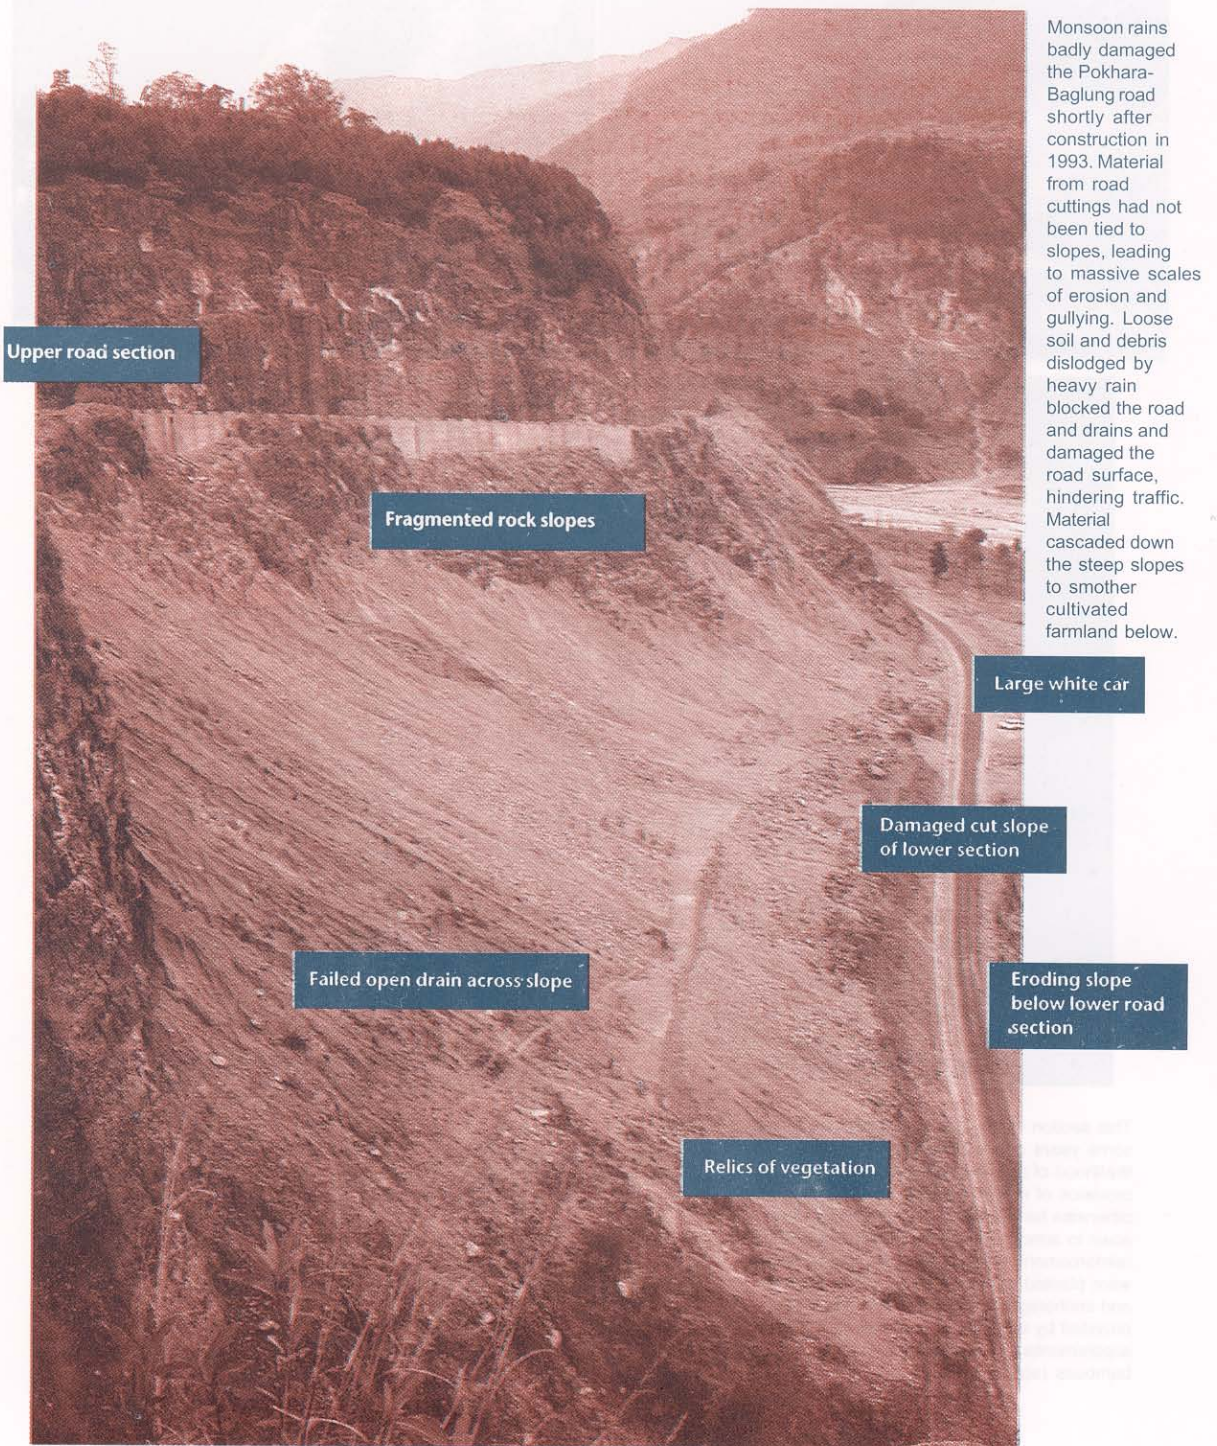 Monsoon rains
badly damaged
the Pokhara-
Baglung road
shortly after
construction in
1993. Material
from road
cuttings had not
been tied to
slopes, leading
to massive scales
of erosion and
gullying. Loose
soil and debris
dislodged by
heavy rain
blocked the road
and drains and
damaged the
road surface,
hindering traffic.
Material
cascaded down
the steep slopes
to smother
cultivated
farmland below.
Upper road section
Fragmented rock slopes
Large white car
Damaged cut slope
of lower section
Failed open drain across slope
Eroding slope
below lower road
section
Relics of vegetation